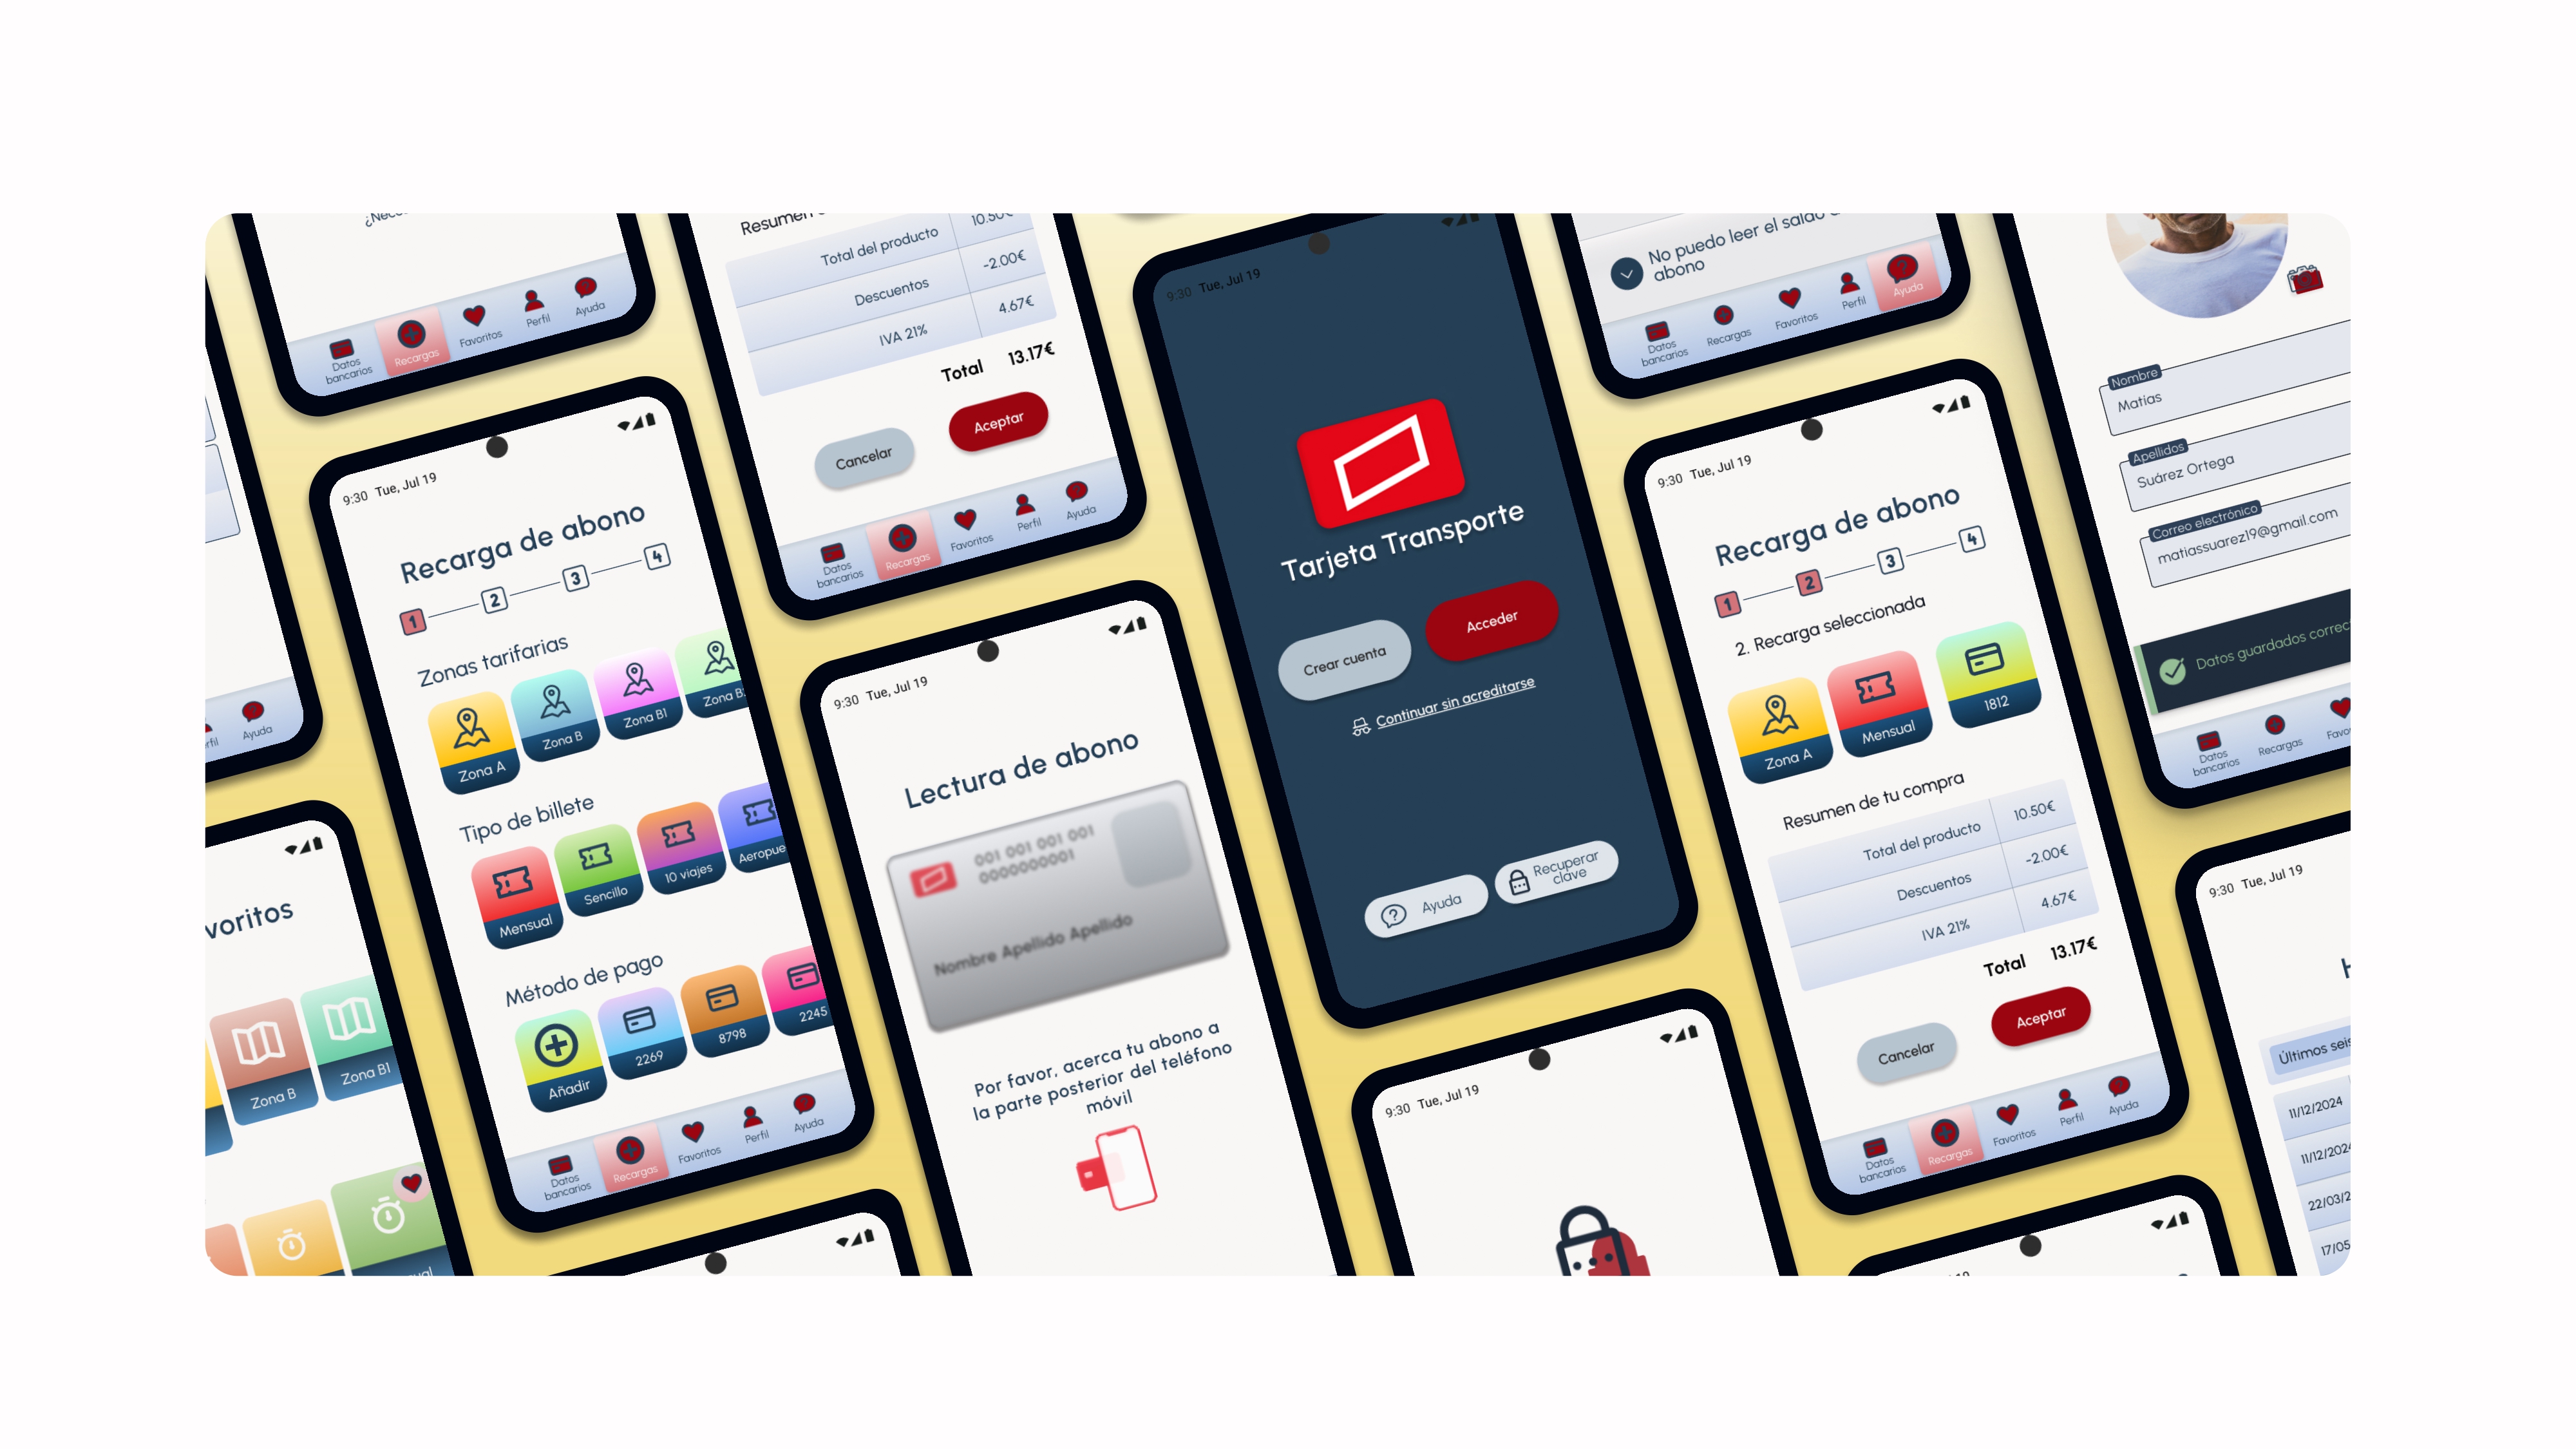 Datos
bancarios
Recargas
Favoritos
Perfil
Ayuda
Ayuda
voritos
Zona B
Zona B1
9:30 Tue, Jul 19
Recarga de abono
1
2
3
4
Zonas tarifarias
Zona A
Zona B
Zona B1
Zona B
Tipo de billete
Mensual
Sencillo
10 viajes
Aeropue
Método de pago
Añadir
2269
8798
2245
Datos
bancarios
Recargas
Favoritos
Perfil
Ayuda
Resumen
Total del producto 10.50€
Descuentos -2.00€
IVA 21% 4.67€
Total 13.17€
Cancelar
Aceptar
Datos
bancarios
Recargas
Favoritos
Perfil
Ayuda
9:30 Tue, Jul 19
Lectura de abono
001 001 001 001
0000000001
Nombre Apellido Apellido
Por favor, acerca tu abono a
la parte posterior del teléfono
móvil
9:30 Tue, Jul 19
Tarjeta Transporte
Crear cuenta
Acceder
Continuar sin acreditarse
Ayuda
Recuperar
clave
9:30 Tue, Jul 19
No puedo leer el saldo
abono
Datos
bancarios
Recargas
Favoritos
Perfil
Ayuda
9:30 Tue, Jul 19
Recarga de abono
1
2
3
4
2. Recarga seleccionada
Zona A
Mensual
1812
Resumen de tu compra
Total del producto 10.50€
Descuentos -2.00€
IVA 21% 4.67€
Total 13.17€
Cancelar
Aceptar
Datos
bancarios
Recargas
Favoritos
Perfil
Ayuda
Nombre
Matías
Apellidos
Suárez Ortega
Correo electrónico
matiassuarez19@gmail.com
Datos guardados correc
Datos
bancarios
Recargas
Favo
9:30 Tue, Jul 19
Últimos seis
11/12/2024
11/12/2024
22/03/2
17/05